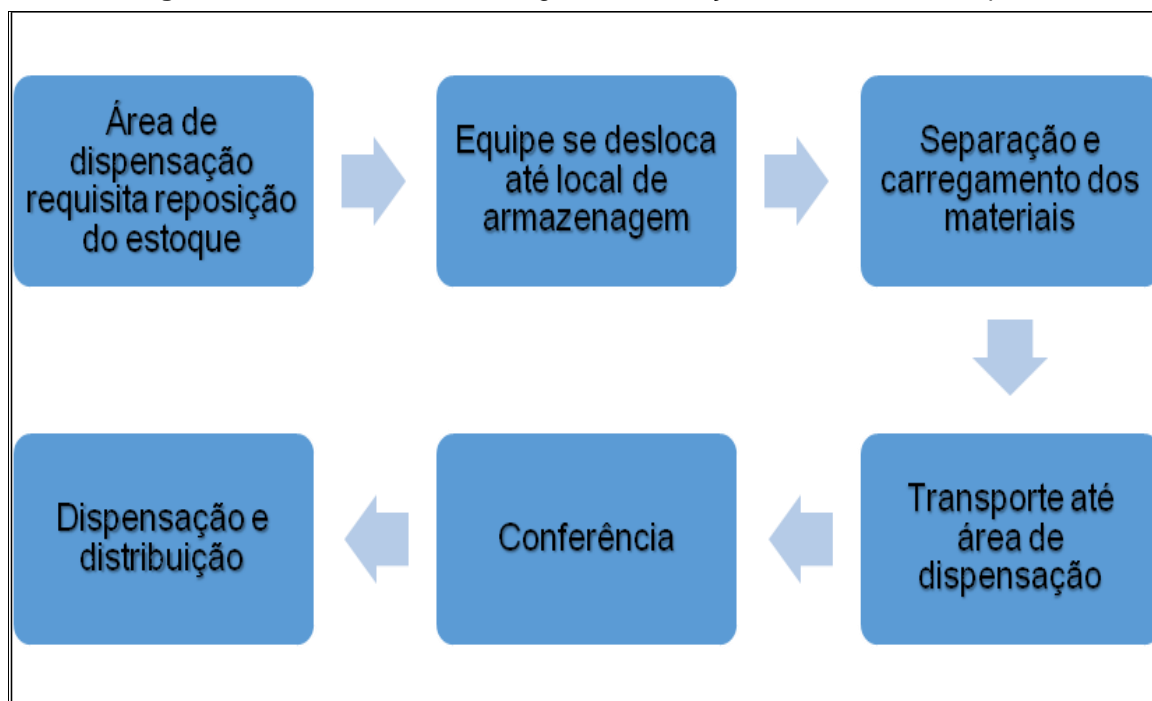 Área de
dispensação
requisita reposição
do estoque
Equipe se desloca
até local de
armazenagem
Separação e
carregamento dos
materiais
Transporte até
área de
dispensação
Conferência
Dispensação e
distribuição